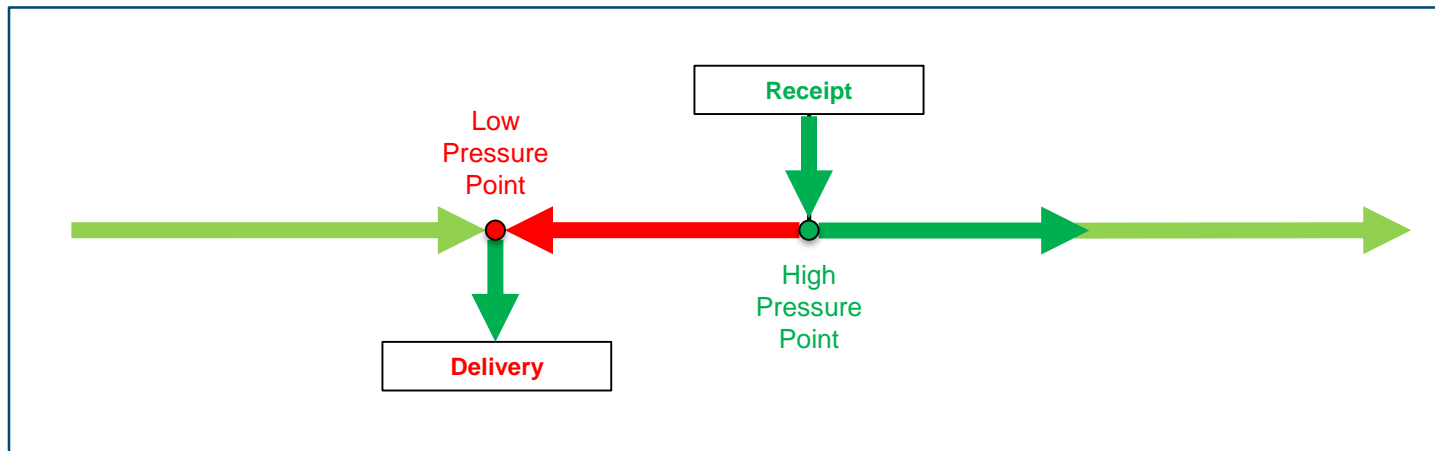 Receipt
Low
Pressure
Point
High
Pressure
Point
Delivery